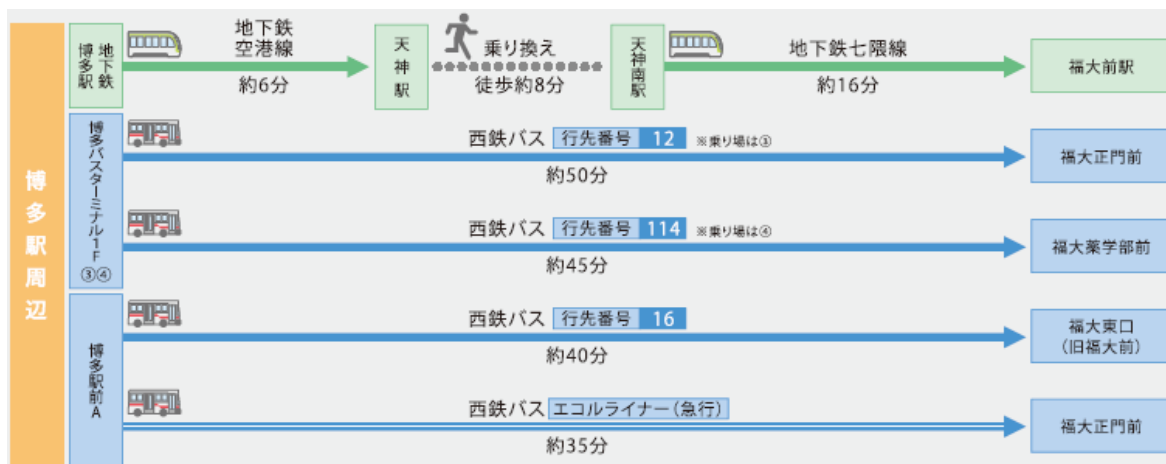 博多駅周辺
地下鉄
博多駅
地下鉄
空港線
約6分
天神駅
乗り換え
徒歩約8分
天神南駅
地下鉄七隈線
約16分
福大前駅
博多バスターミナル1F
③④
西鉄バス 行先番号 12 ※乗り場は③
約50分
福大正門前
西鉄バス 行先番号 114 ※乗り場は④
約45分
福大薬学部前
博多駅前A
西鉄バス 行先番号 16
約40分
福大東口
(旧福大前)
西鉄バス エコルライナー(急行)
約35分
福大正門前